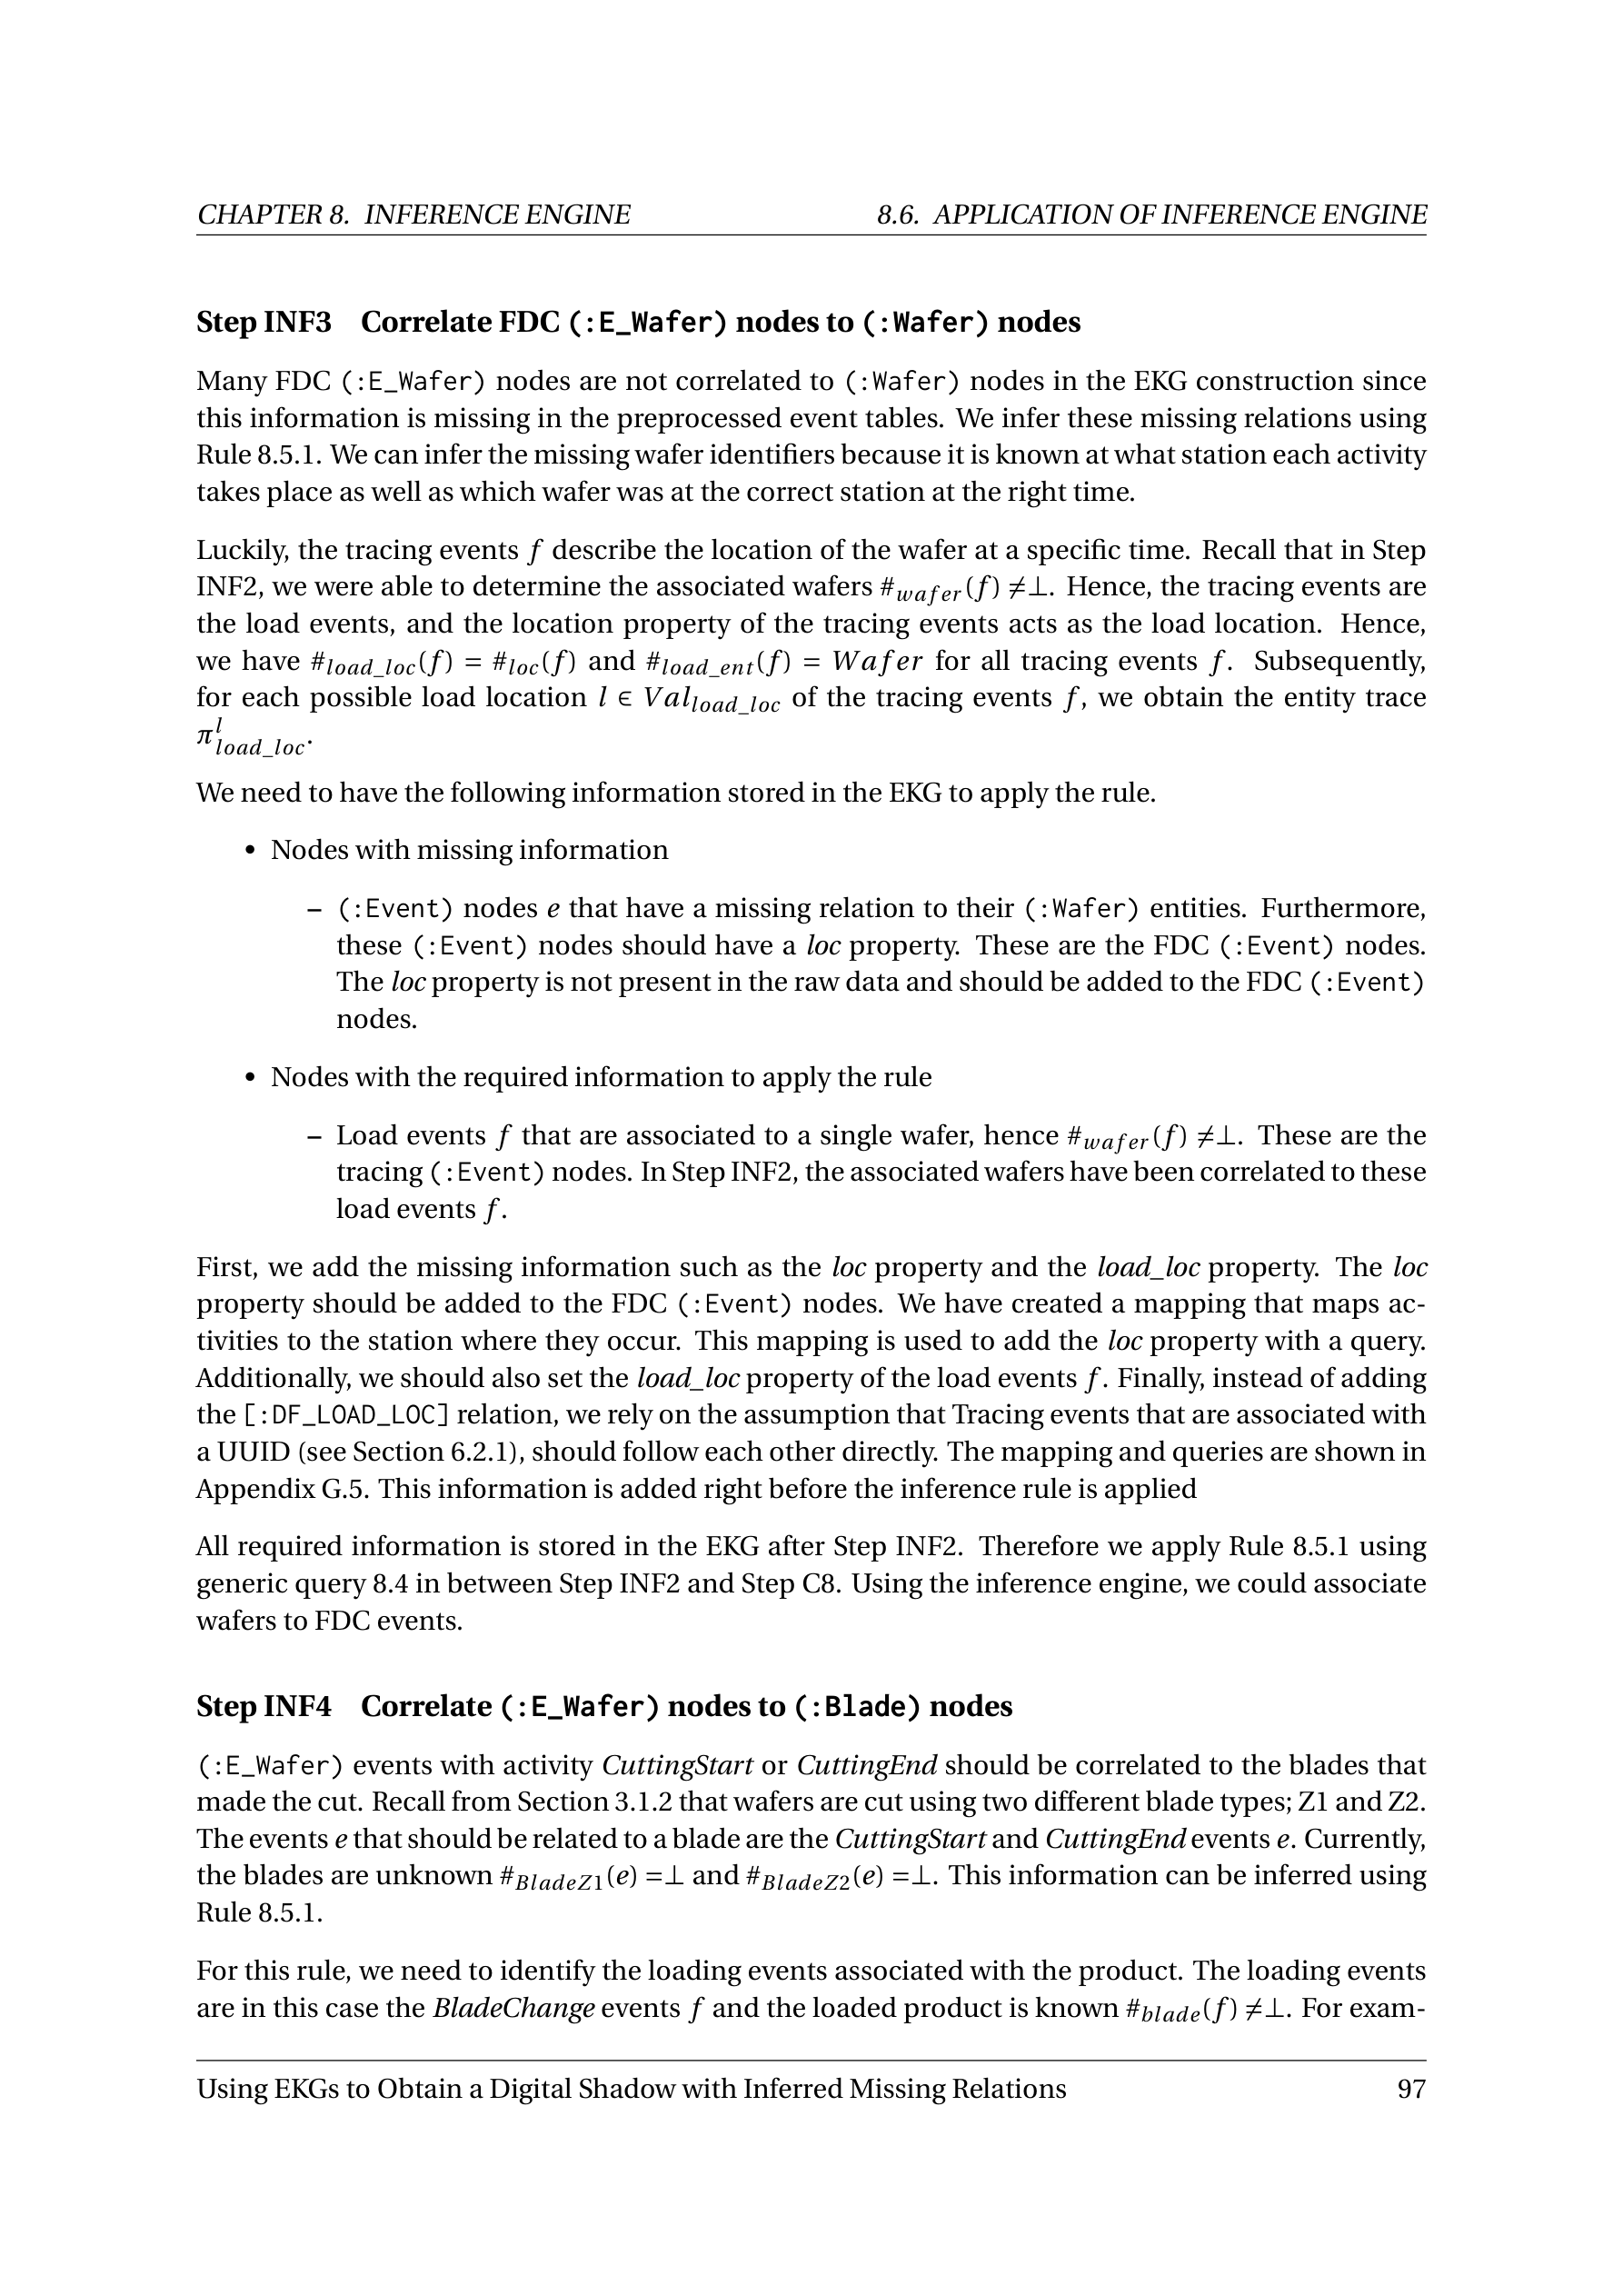 CHAPTER 8. INFERENCE ENGINE 8.6. APPLICATION OF INFERENCE ENGINE
Step INF3 Correlate FDC (:E_Wafer) nodes to (:Wafer) nodes
Many FDC (:E_Wafer) nodes are not correlated to (:Wafer) nodes in the EKG construction since
this information is missing in the preprocessed event tables. We infer these missing relations using
Rule 8.5.1. We can infer the missing wafer identifiers because it is known at what station each activity
takes place as well as which wafer was at the correct station at the right time.
Luckily, the tracing events f describe the location of the wafer at a specific time. Recall that in Step
INF2, we were able to determine the associated wafers #wafer(f) ≠⊥. Hence, the tracing events are
the load events, and the location property of the tracing events acts as the load location. Hence,
we have #load_loc(f) = #loc(f) and #load_ent(f) = Wafer for all tracing events f. Subsequently,
for each possible load location l ∈ Valload_loc of the tracing events f, we obtain the entity trace
π^l_load_loc.
We need to have the following information stored in the EKG to apply the rule.
• Nodes with missing information
– (:Event) nodes e that have a missing relation to their (:Wafer) entities. Furthermore,
these (:Event) nodes should have a loc property. These are the FDC (:Event) nodes.
The loc property is not present in the raw data and should be added to the FDC (:Event)
nodes.
• Nodes with the required information to apply the rule
– Load events f that are associated to a single wafer, hence #wafer(f) ≠⊥. These are the
tracing (:Event) nodes. In Step INF2, the associated wafers have been correlated to these
load events f.
First, we add the missing information such as the loc property and the load_loc property. The loc
property should be added to the FDC (:Event) nodes. We have created a mapping that maps ac-
tivities to the station where they occur. This mapping is used to add the loc property with a query.
Additionally, we should also set the load_loc property of the load events f. Finally, instead of adding
the [:DF_LOAD_LOC] relation, we rely on the assumption that Tracing events that are associated with
a UUID (see Section 6.2.1), should follow each other directly. The mapping and queries are shown in
Appendix G.5. This information is added right before the inference rule is applied
All required information is stored in the EKG after Step INF2. Therefore we apply Rule 8.5.1 using
generic query 8.4 in between Step INF2 and Step C8. Using the inference engine, we could associate
wafers to FDC events.
Step INF4 Correlate (:E_Wafer) nodes to (:Blade) nodes
(:E_Wafer) events with activity CuttingStart or CuttingEnd should be correlated to the blades that
made the cut. Recall from Section 3.1.2 that wafers are cut using two different blade types; Z1 and Z2.
The events e that should be related to a blade are the CuttingStart and CuttingEnd events e. Currently,
the blades are unknown #BladeZ1(e) =⊥ and #BladeZ2(e) =⊥. This information can be inferred using
Rule 8.5.1.
For this rule, we need to identify the loading events associated with the product. The loading events
are in this case the BladeChange events f and the loaded product is known #blade(f) ≠⊥. For exam-
Using EKGs to Obtain a Digital Shadow with Inferred Missing Relations 97